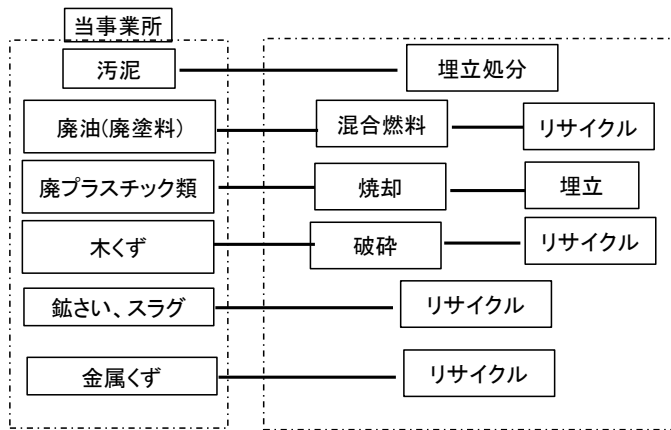 当事業所
汚泥
埋立処分
廃油(廃塗料)
混合燃料
リサイクル
廃プラスチック類
焼却
埋立
木くず
破砕
リサイクル
鉱さい、スラグ
リサイクル
金属くず
リサイクル